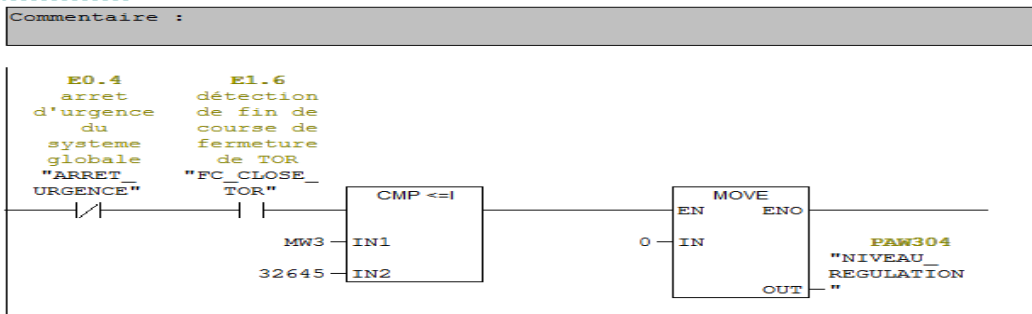 Commentaire :
E0.4
arret
d'urgence
du
systeme
globale
"ARRET_
URGENCE"
E1.6
détection
de fin de
course de
fermeture
de TOR
"FC_CLOSE_
TOR"
CMP <=I
MW3
IN1
32645
IN2
MOVE
EN
ENO
0
IN
PAW304
"NIVEAU_
REGULATION
"
OUT